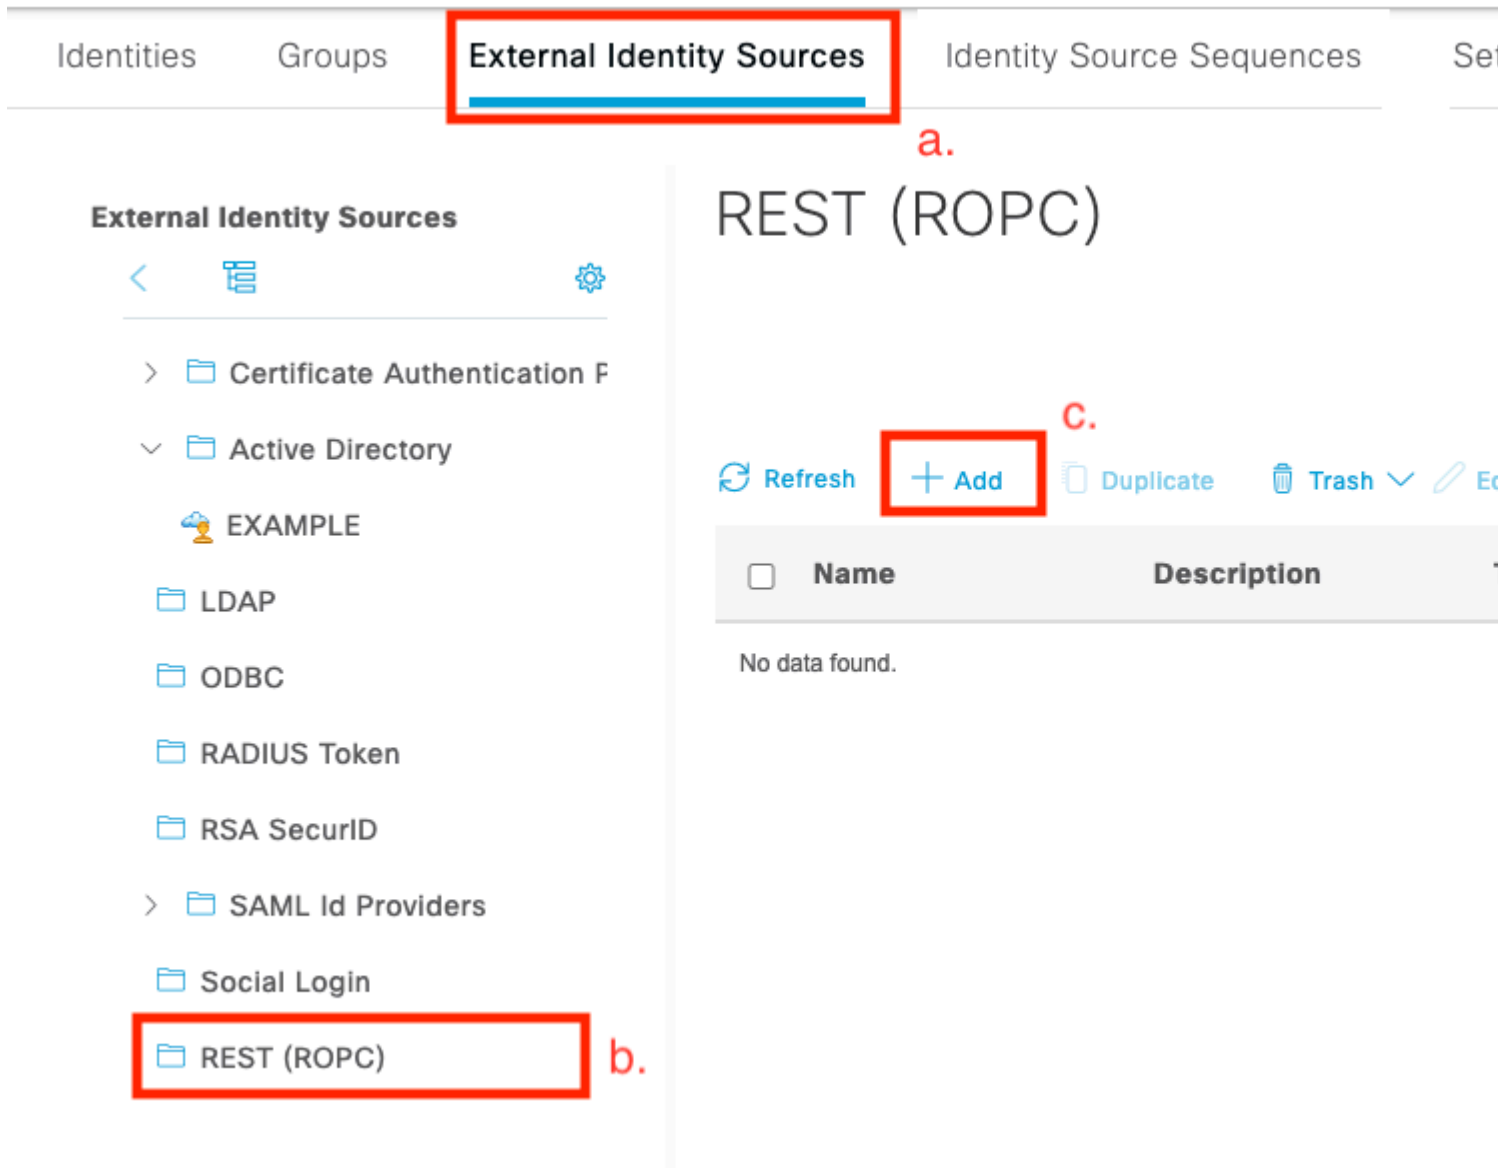 Identities Groups External Identity Sources Identity Source Sequences
a.
External Identity Sources
REST (ROPC)
Certificate Authentication
Active Directory
EXAMPLE
LDAP
ODBC
RADIUS Token
RSA SecurID
SAML Id Providers
Social Login
REST (ROPC)
b.
c.
Refresh Add Duplicate Trash
Name Description
No data found.